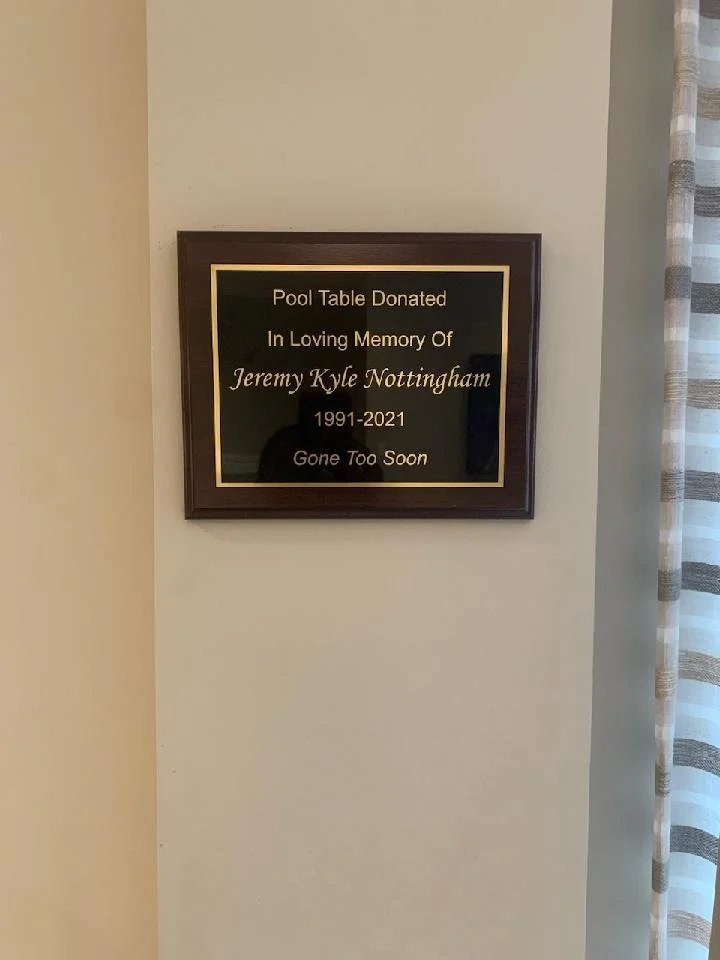 Pool Table Donated
In Loving Memory Of
Jeremy Kyle Nottingham
1991-2021
Gone Too Soon